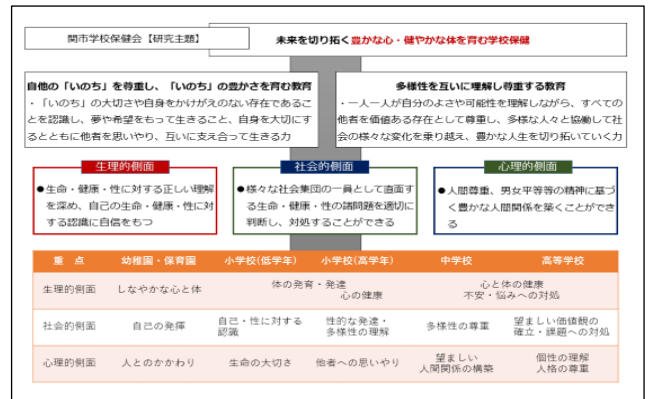 関市学校保健会【研究主題】
未来を切り拓く豊かな心・健やかな体を育む学校保健
自他の「いのち」を尊重し、「いのち」の豊かさを育む教育
・「いのち」の大切さや自身をかけがえのない存在であるこ
とを認識し、夢や希望をもって生きること、自身を大切にす
るとともに他者を思いやり、互いに支え合って生きる力
多様性を互いに理解し尊重する教育
・一人一人が自分のよさや可能性を理解しながら、すべての
他者を価値ある存在として尊重し、多様な人々と協働して社
会の様々な変化を乗り越え、豊かな人生を切り拓いていく力
生理的側面
●生命・健康・性に対する正しい理解
を深め、自己の生命・健康・性に対
する認識に自信をもつ
社会的側面
●様々な社会集団の一員として直面す
る生命・健康・性の諸問題を適切に
判断し、対処することができる
心理的側面
●人間尊重、男女平等等の精神に基づ
く豊かな人間関係を築くことができ
る
重 点 幼稚園・保育園 小学校(低学年) 小学校(高学年) 中学校 高等学校
生理的側面 しなやかな心と体 体の発育・発達 心の健康 心と体の健康 不安・悩みへの対処
社会的側面 自己の発揮 自己・性に対する認識 性的な発達・多様性の理解 多様性の尊重 望ましい価値観の確立・課題への対処
心理的側面 人とのかかわり 生命の大切さ 他者への思いやり 望ましい人間関係の構築 個性の理解 人格の尊重